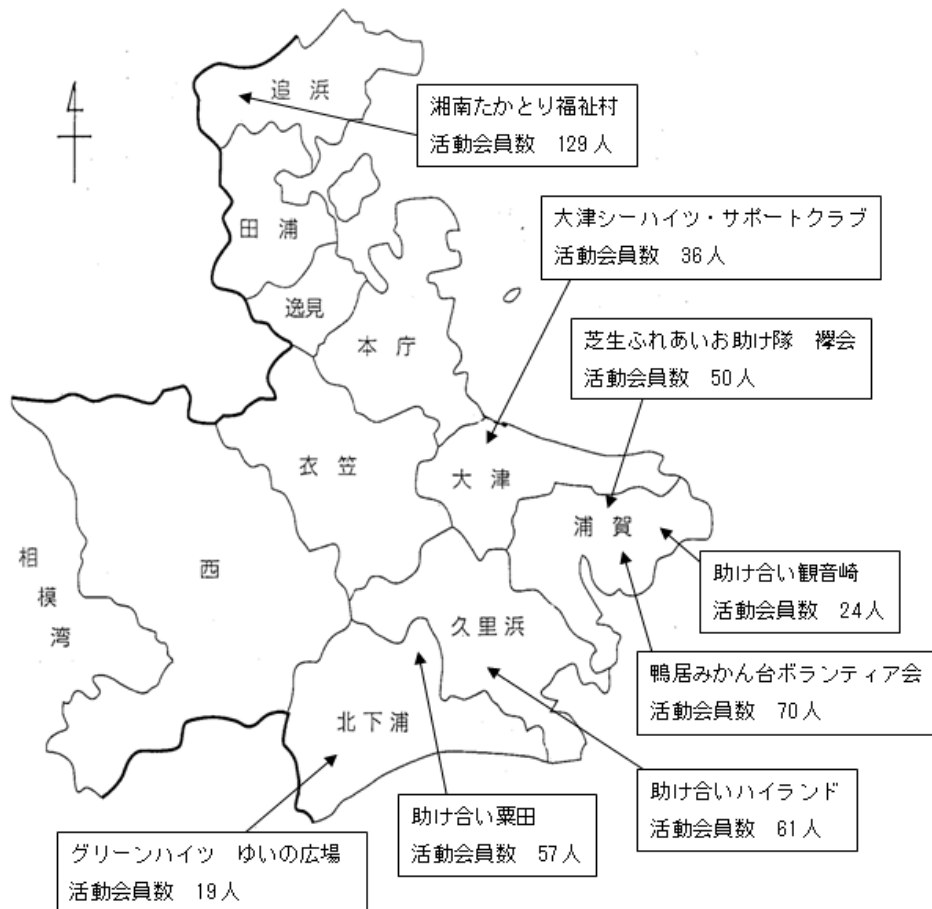 追浜
湘南たかとり福祉村
活動会員数 129人
田浦
大津シーハイツ・サポートクラブ
活動会員数 36人
逸見
本庁
芝生ふれあいお助け隊 襷会
活動会員数 50人
衣笠
大津
浦賀
相模湾
西
助け合い観音崎
活動会員数 24人
久里浜
鴨居みかん台ボランティア会
活動会員数 70人
北下浦
助け合いハイランド
活動会員数 61人
助け合い粟田
活動会員数 57人
グリーンハイツ ゆいの広場
活動会員数 19人